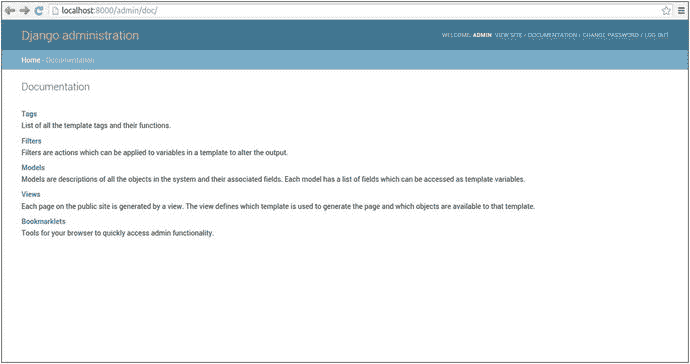 localhost:8000/admin/doc/
Django administration
WELCOME, ADMIN. VIEW SITE / DOCUMENTATION / CHANGE PASSWORD / LOG OUT
Home › Documentation
Documentation
Tags
List of all the template tags and their functions.
Filters
Filters are actions which can be applied to variables in a template to alter the output.
Models
Models are descriptions of all the objects in the system and their associated fields. Each model has a list of fields which can be accessed as template variables.
Views
Each page on the public site is generated by a view. The view defines which template is used to generate the page and which objects are available to that template.
Bookmarklets
Tools for your browser to quickly access admin functionality.